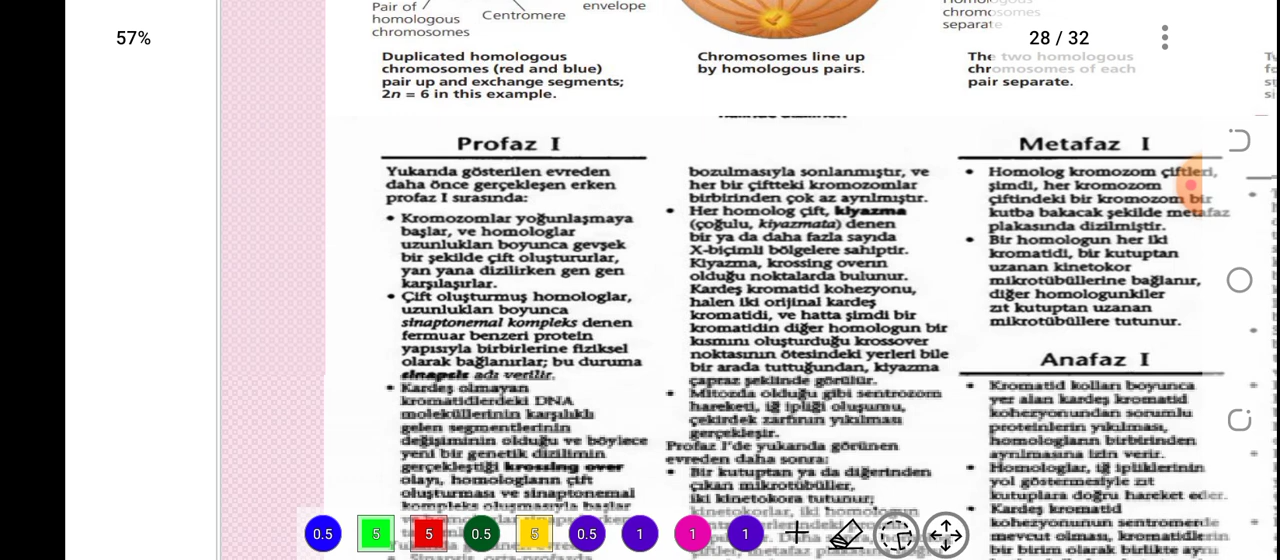 57%
28 / 32
Pair of
homologous
chromosomes
Centromere
envelope
Duplicated homologous
chromosomes (red and blue)
pair up and exchange segments;
2n = 6 in this example.
Chromosomes line up
by homologous pairs.
chromosomes
separate
The two homologous
chromosomes of each
pair separate.
Profaz I
Yukarıda gösterilen evreden
daha önce gerçekleşen erken
profaz I sırasında:
• Kromozomlar yoğunlaşmaya
başlar, ve homologlar
uzunlukları boyunca gevşek
bir şekilde çift oluştururlar,
yan yana dizilirken gen gen
karşılaşırlar.
• Çift oluşturmuş homologlar,
uzunlukları boyunca
sinaptonemal kompleks denen
fermuar benzeri protein
yapısıyla birbirlerine fiziksel
olarak bağlanırlar; bu duruma
sinapsis adı verilir.
• Kardeş olmayan
kromatidlerdeki DNA
moleküllerinin karşılıklı
gelen segmentlerinin
değişiminin olduğu ve böylece
yeni bir genetik dizilimin
gerçekleştiği krossing over
olayı, homologların çift
oluşturması ve sinaptonemal
kompleks oluşmasıyla başlar
bozulmasıyla sonlanmıştır, ve
her bir çiftteki kromozomlar
birbirinden çok az ayrılmıştır.
• Her homolog çift, kiyazma
(çoğulu, kiyazmata) denen
bir ya da daha fazla sayıda
X-biçimli bölgelere sahiptir.
Kiyazma, krossing overın
olduğu noktalarda bulunur.
Kardeş kromatid kohezyonu,
halen iki orijinal kardeş
kromatidi, ve hatta şimdi bir
kromatidin diğer homologun bir
kısmını oluşturduğu krossover
noktasının ötesindeki yerleri bile
bir arada tuttuğundan, kiyazma
çapraz şeklinde görülür.
• Mitozda olduğu gibi sentrozom
hareketi, iğ ipliği oluşumu,
çekirdek zarfının yıkılması
gerçekleşir.
Profaz I'de yukarıda görünen
evreden daha sonra:
• Bir kutuptan ya da diğerinden
çıkan mikrotübüller,
iki kinetokora tutunur;
kinetokorlar, iki homologun
Metafaz I
• Homolog kromozom çiftleri,
şimdi, her kromozom
çiftindeki bir kromozom bir
kutba bakacak şekilde metafaz
plakasında dizilmiştir.
• Bir homologun her iki
kromatidi, bir kutuptan
uzanan kinetokor
mikrotübüllerine bağlanır,
diğer homologunkiler
zıt kutuptan uzanan
mikrotübüllere tutunur.
Anafaz I
• Kromatid kolları boyunca
yer alan kardeş kromatid
kohezyonundan sorumlu
proteinlerin yıkılması,
homologların birbirinden
ayrılmasına izin verir.
• Homologlar, iğ ipliklerinin
yol göstermesiyle zıt
kutuplara doğru hareket eder.
• Kardeş kromatid
kohezyonunun sentromerde
mevcut olması, kromatidlerin
bir birim olarak birlikte aynı
0.5
5
5
0.5
5
0.5
1
1
1